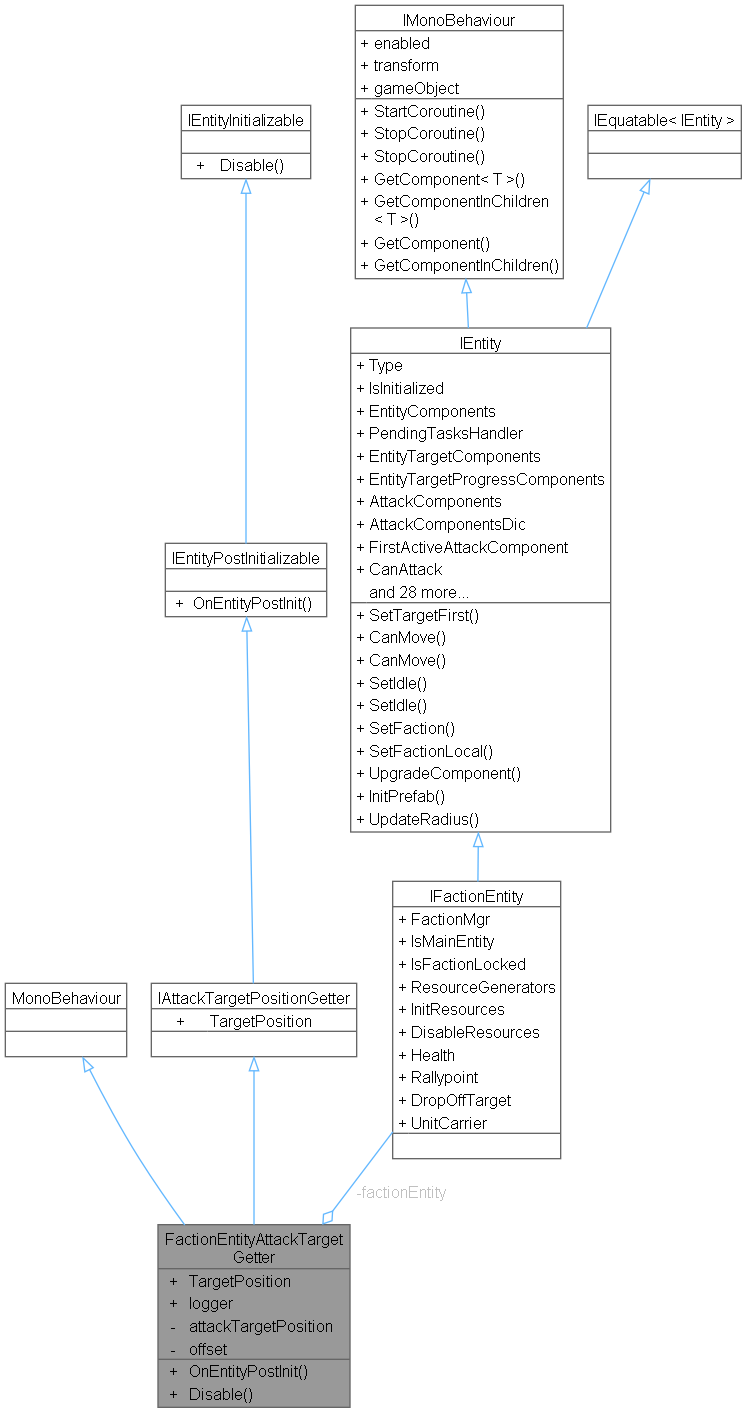 IMonoBehaviour
+ enabled
+ transform
+ gameObject
+ StartCoroutine()
+ StopCoroutine()
+ StopCoroutine()
+ GetComponent< T >()
+ GetComponentInChildren
< T >()
+ GetComponent()
+ GetComponentInChildren()
IEntityInitializable
+ Disable()
IEquatable< IEntity >
IEntity
+ Type
+ IsInitialized
+ EntityComponents
+ PendingTasksHandler
+ EntityTargetComponents
+ EntityTargetProgressComponents
+ AttackComponents
+ AttackComponentsDic
+ FirstActiveAttackComponent
+ CanAttack
and 28 more...
+ SetTargetFirst()
+ CanMove()
+ CanMove()
+ SetIdle()
+ SetIdle()
+ SetFaction()
+ SetFactionLocal()
+ UpgradeComponent()
+ InitPrefab()
+ UpdateRadius()
IEntityPostInitializable
+ OnEntityPostInit()
IFactionEntity
+ FactionMgr
+ IsMainEntity
+ IsFactionLocked
+ ResourceGenerators
+ InitResources
+ DisableResources
+ Health
+ Rallypoint
+ DropOffTarget
+ UnitCarrier
MonoBehaviour
IAttackTargetPositionGetter
+ TargetPosition
-factionEntity
FactionEntityAttackTarget
Getter
+ TargetPosition
+ logger
- attackTargetPosition
- offset
+ OnEntityPostInit()
+ Disable()